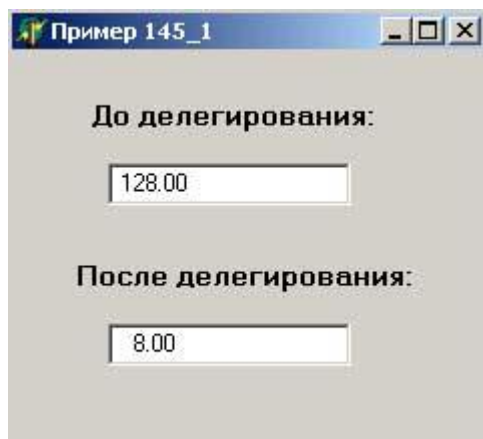 Пример 145_1
До делегирования:
128.00
После делегирования:
8.00